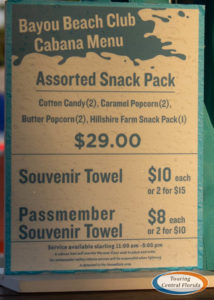 Bayou Beach Club
Cabana Menu
Assorted Snack Pack
Cotton Candy(2), Caramel Popcorn(2),
Butter Popcorn(2), Hillshire Farm Snack Pack(1)
$29.00
Souvenir Towel $10 each
or 2 for $15
Passmember $8 each
Souvenir Towel or 2 for $10
Service available starting 11:00 am -5:00 pm
Touring
Central Florida